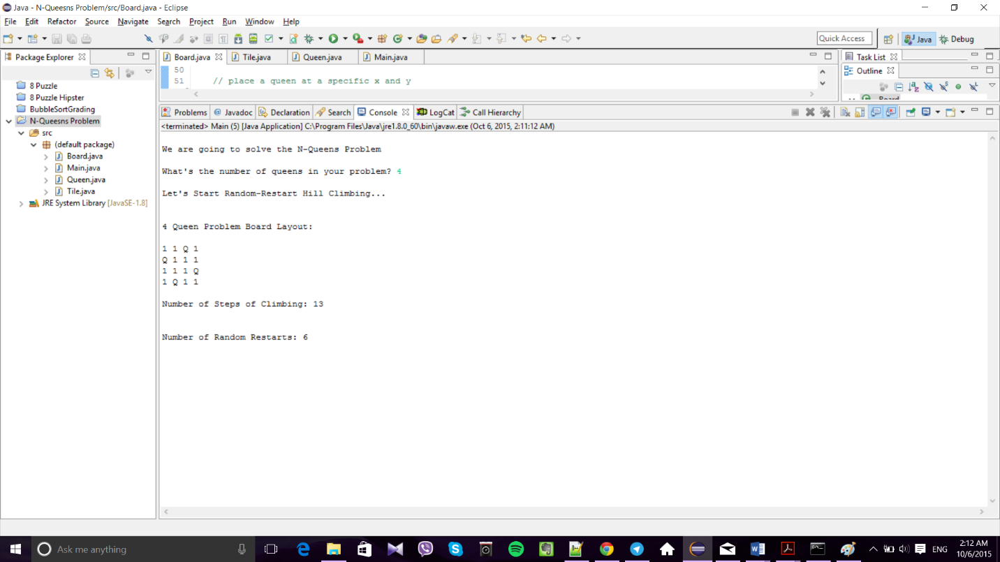 Java - N-Queesns Problem/src/Board.java - Eclipse
File Edit Refactor Source Navigate Search Project Run Window Help
Quick Access Java Debug
Package Explorer
Board.java Tile.java Queen.java Main.java
Task List
Outline
50
51 // place a queen at a specific x and y
Board
8 Puzzle
8 Puzzle Hipster
BubbleSortGrading
N-Queesns Problem
src
(default package)
Board.java
Main.java
Queen.java
Tile.java
JRE System Library [JavaSE-1.8]
Problems Javadoc Declaration Search Console LogCat Call Hierarchy
<terminated> Main (5) [Java Application] C:\Program Files\Java\jre1.8.0_60\bin\javaw.exe (Oct 6, 2015, 2:11:12 AM)
We are going to solve the N-Queens Problem
What's the number of queens in your problem? 4
Let's Start Random-Restart Hill Climbing...
4 Queen Problem Board Layout:
1 1 Q 1
Q 1 1 1
1 1 1 Q
1 Q 1 1
Number of Steps of Climbing: 13
Number of Random Restarts: 6
Ask me anything
ENG
2:12 AM
10/6/2015